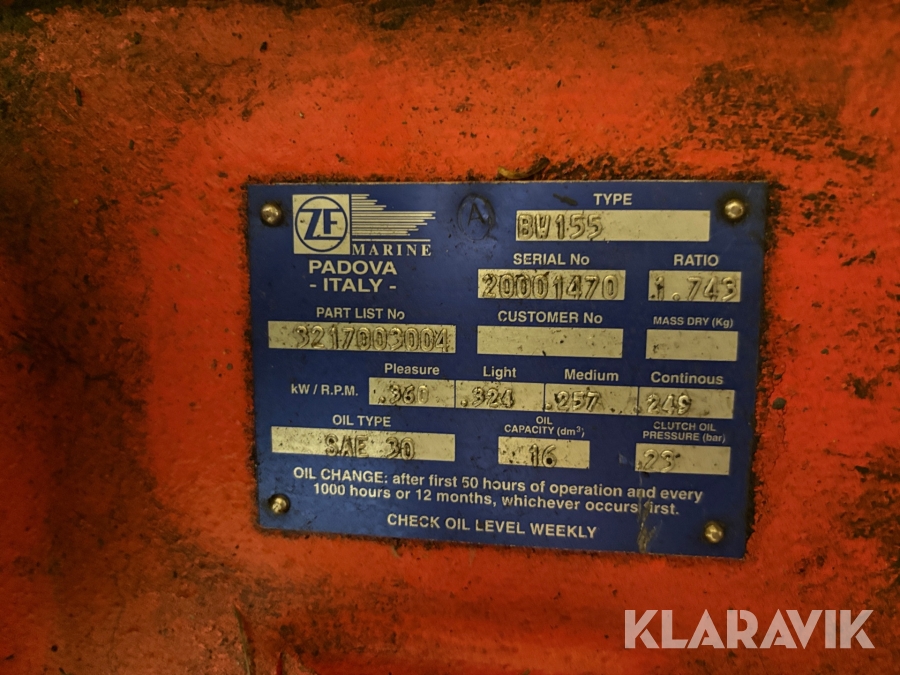 ZF
MARINE
PADOVA
- ITALY -
A
TYPE
BW155
SERIAL No
20001470
RATIO
1.743
PART LIST No
3217003004
CUSTOMER No
MASS DRY (Kg)
kW / R.P.M.
Pleasure
.360
Light
.324
Medium
.257
Continous
.249
OIL TYPE
SAE 30
OIL
CAPACITY (dm³)
16
CLUTCH OIL
PRESSURE (bar)
23
OIL CHANGE: after first 50 hours of operation and every
1000 hours or 12 months, whichever occurs first.
CHECK OIL LEVEL WEEKLY
KLARAVIK